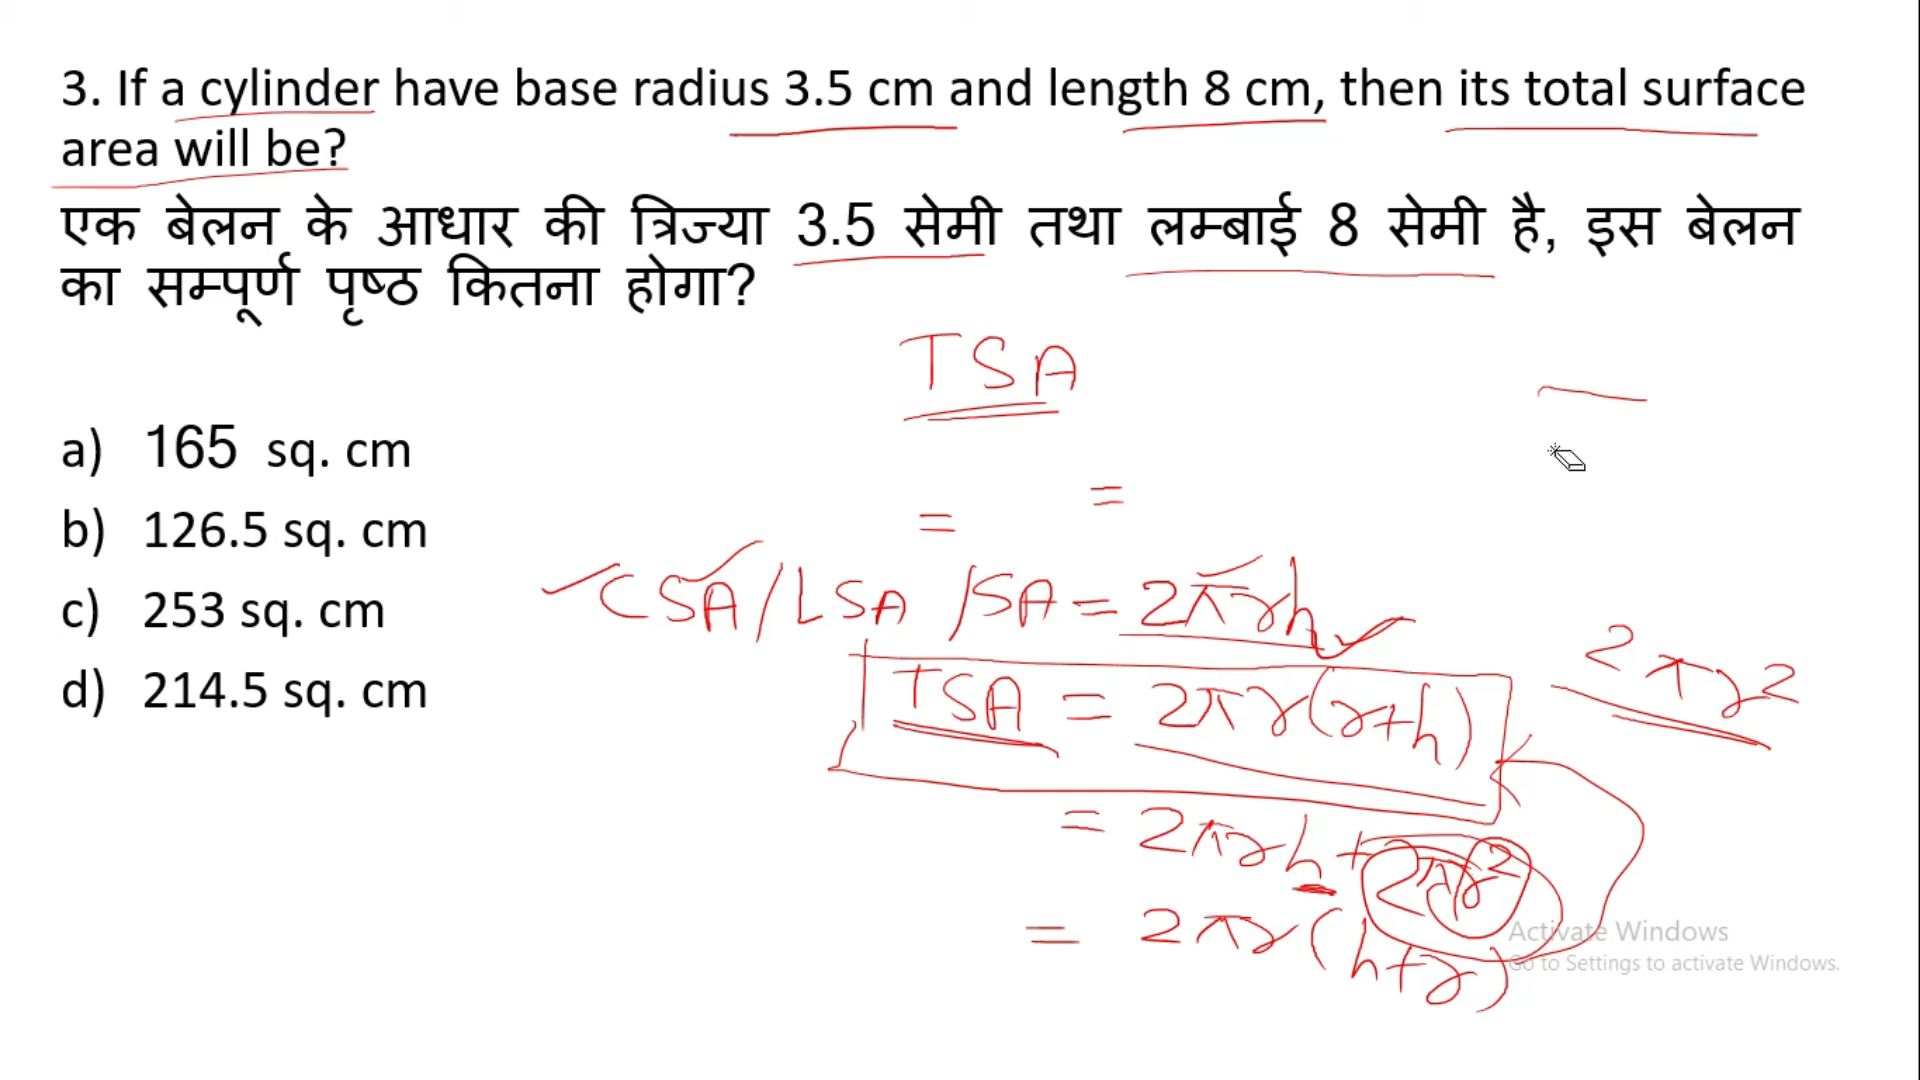 3. If a cylinder have base radius 3.5 cm and length 8 cm, then its total surface
area will be?
एक बेलन के आधार की त्रिज्या 3.5 सेमी तथा लम्बाई 8 सेमी है, इस बेलन
का सम्पूर्ण पृष्ठ कितना होगा?
TSA
a) 165 sq. cm
=
b) 126.5 sq. cm
=
c) 253 sq. cm
CSA/LSA/SA = 2πrh
d) 214.5 sq. cm
TSA = 2πr(r+h)
2πr²
= 2πrh+2πr²
= 2πr(h+r)
Activate Windows
Go to Settings to activate Windows.